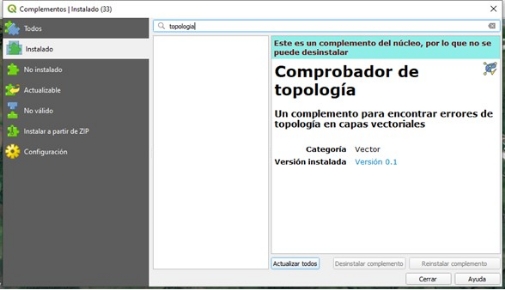 Complementos | Instalado (33)
Todos
Instalado
No instalado
Actualizable
No válido
Instalar a partir de ZIP
Configuración
topologia
Este es un complemento del núcleo, por lo que no se
puede desinstalar
Comprobador de
topología
Un complemento para encontrar errores de
topología en capas vectoriales
Categoría Vector
Versión instalada Versión 0.1
Actualizar todos Desinstalar complemento Reinstalar complemento
Cerrar Ayuda